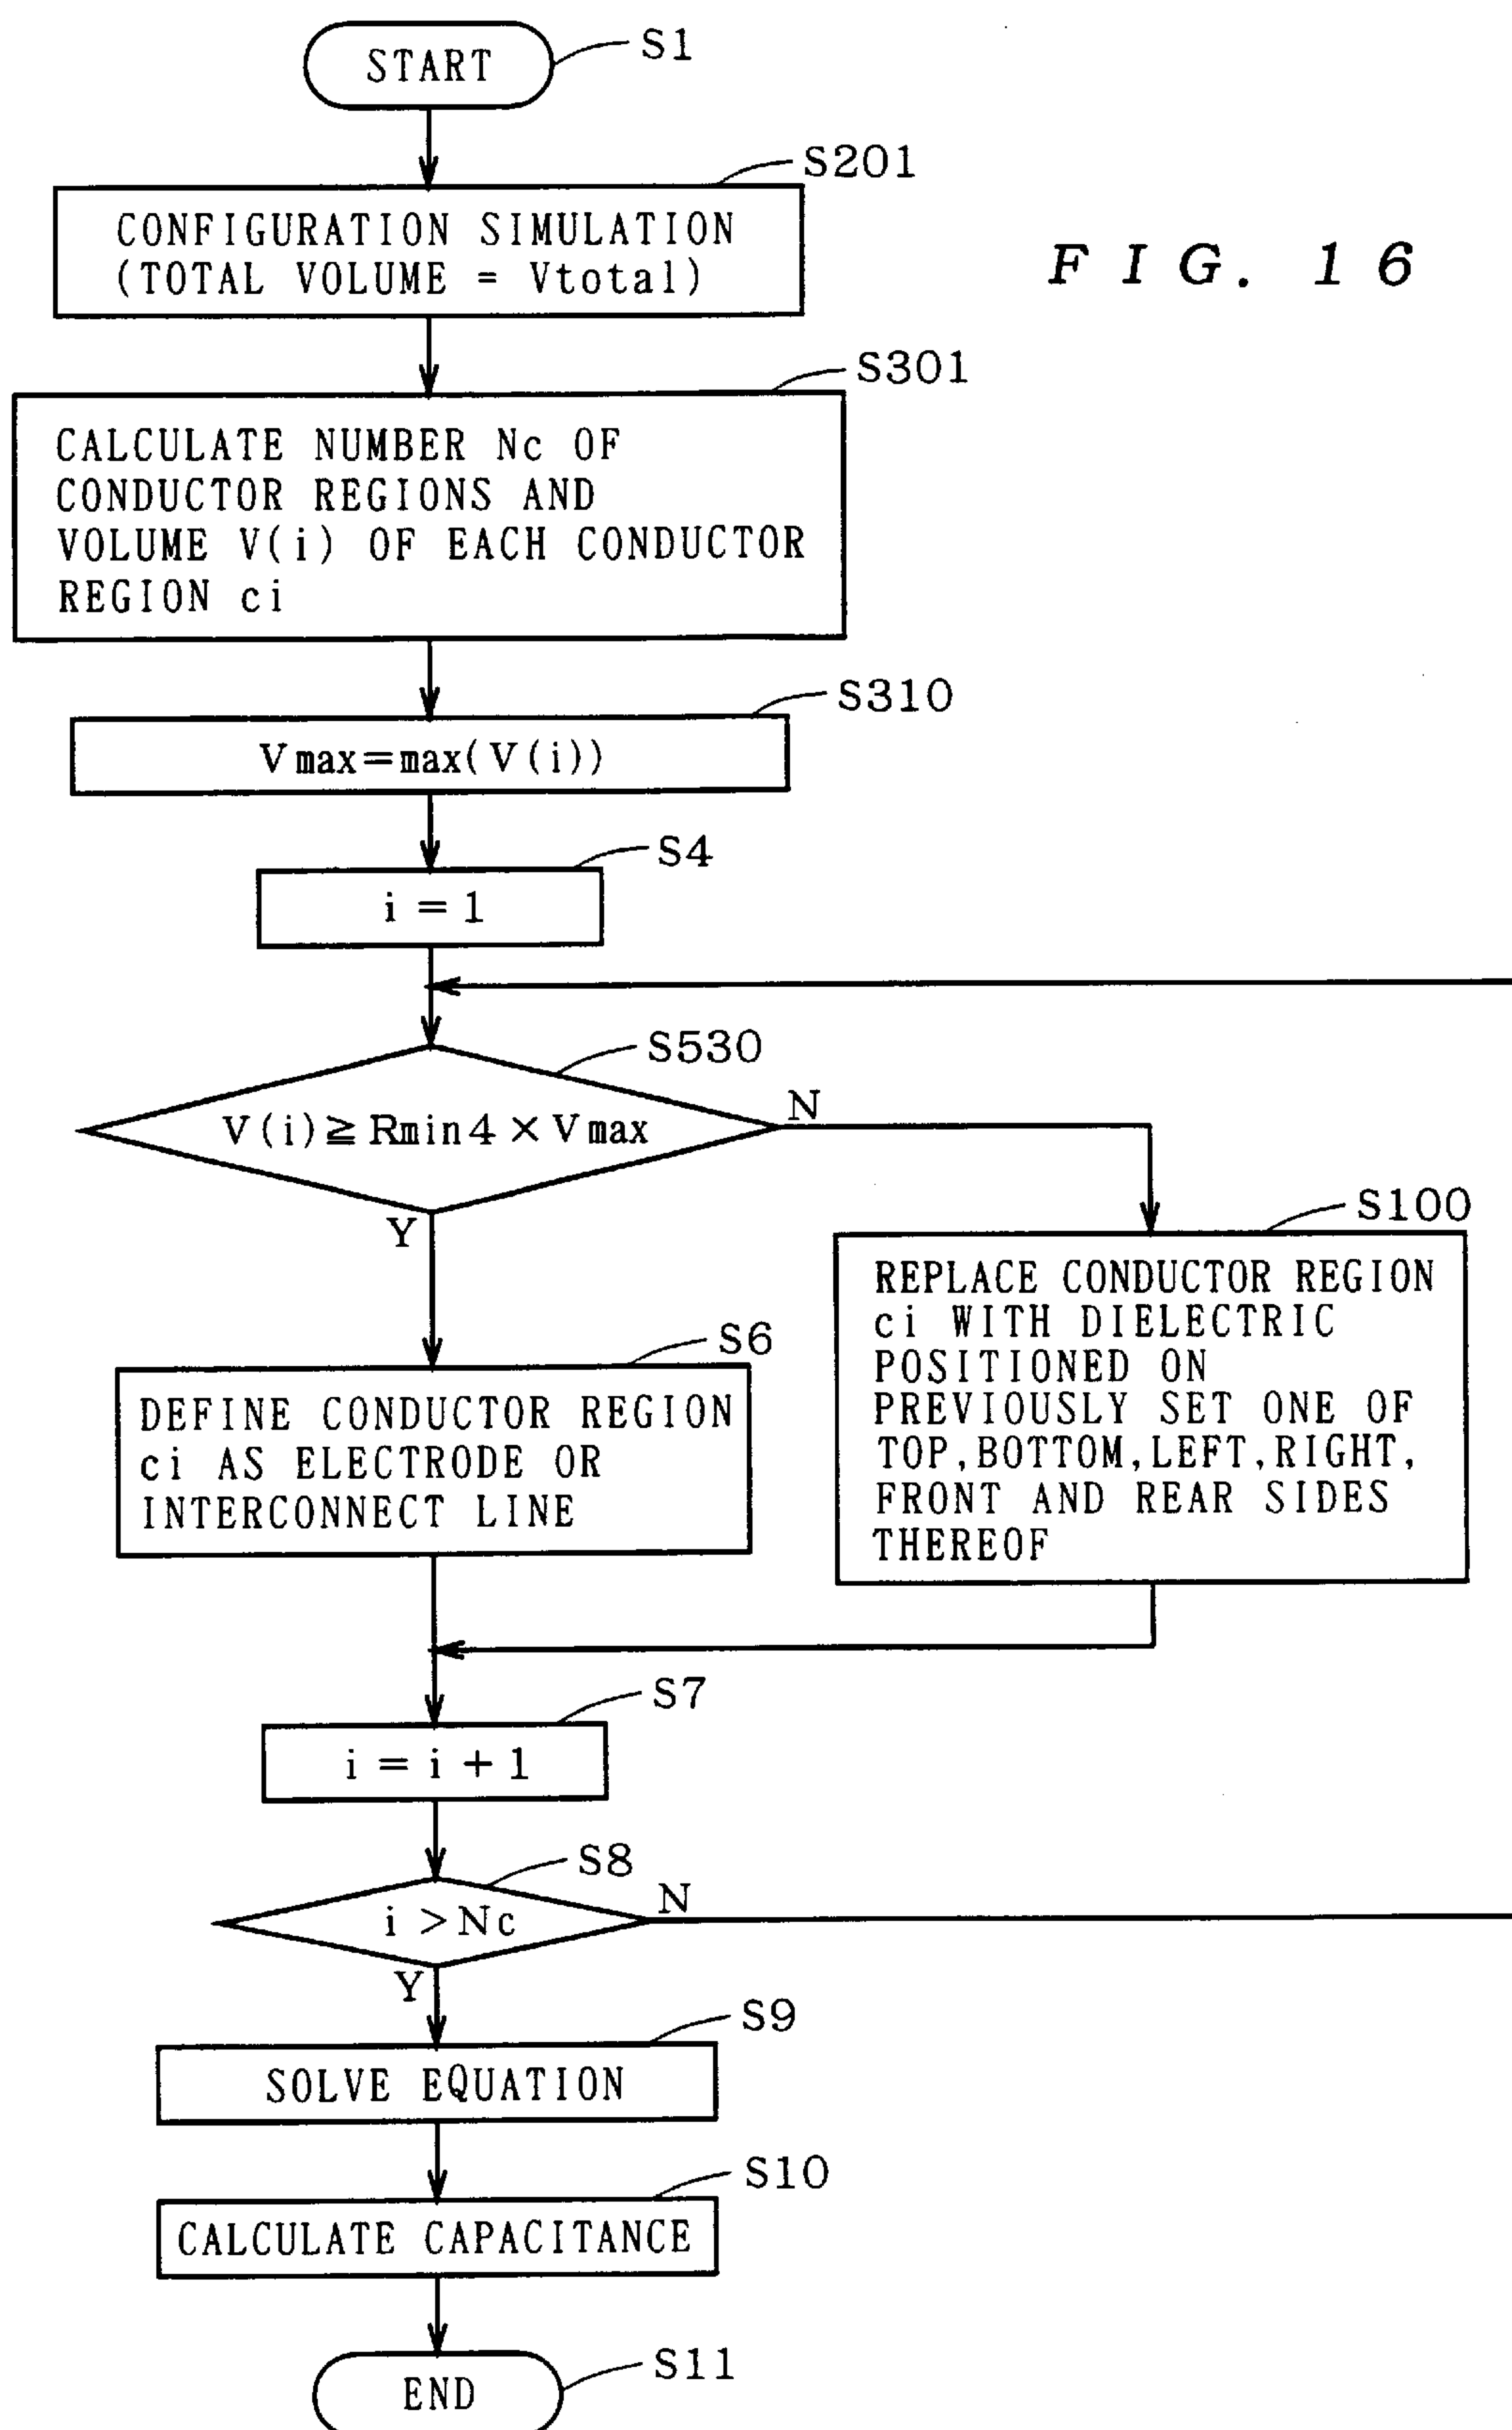 START
S1
S201
CONFIGURATION SIMULATION
(TOTAL VOLUME = Vtotal)
F I G. 1 6
S301
CALCULATE NUMBER Nc OF
CONDUCTOR REGIONS AND
VOLUME V(i) OF EACH CONDUCTOR
REGION ci
S310
Vmax=max(V(i))
S4
i = 1
S530
V(i)≧Rmin4×Vmax
N
Y
S100
REPLACE CONDUCTOR REGION
ci WITH DIELECTRIC
POSITIONED ON
PREVIOUSLY SET ONE OF
TOP,BOTTOM,LEFT,RIGHT,
FRONT AND REAR SIDES
THEREOF
S6
DEFINE CONDUCTOR REGION
ci AS ELECTRODE OR
INTERCONNECT LINE
S7
i = i + 1
S8
i >Nc
N
Y
S9
SOLVE EQUATION
S10
CALCULATE CAPACITANCE
S11
END